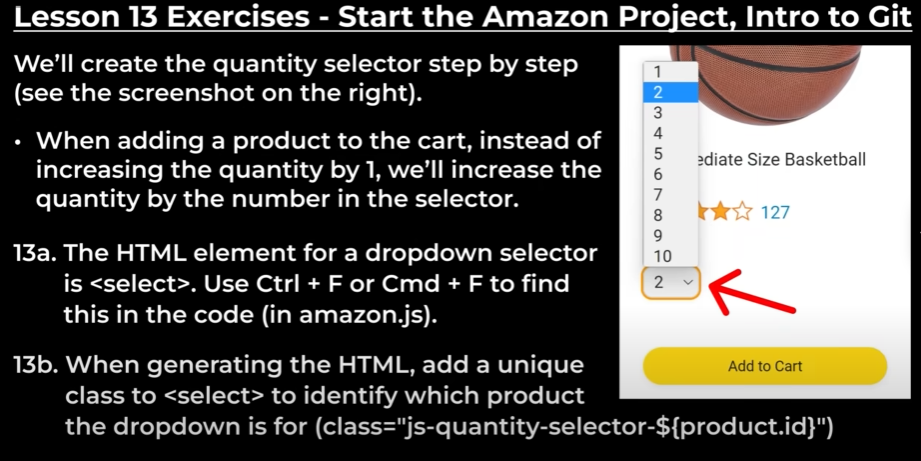 Lesson 13 Exercises - Start the Amazon Project, Intro to Git
We’ll create the quantity selector step by step
(see the screenshot on the right).
• When adding a product to the cart, instead of
increasing the quantity by 1, we’ll increase the
quantity by the number in the selector.
13a. The HTML element for a dropdown selector
is <select>. Use Ctrl + F or Cmd + F to find
this in the code (in amazon.js).
13b. When generating the HTML, add a unique
class to <select> to identify which product
the dropdown is for (class="js-quantity-selector-${product.id}")
1
2
3
4
5
6
7
8
9
10
ediate Size Basketball
127
2
Add to Cart